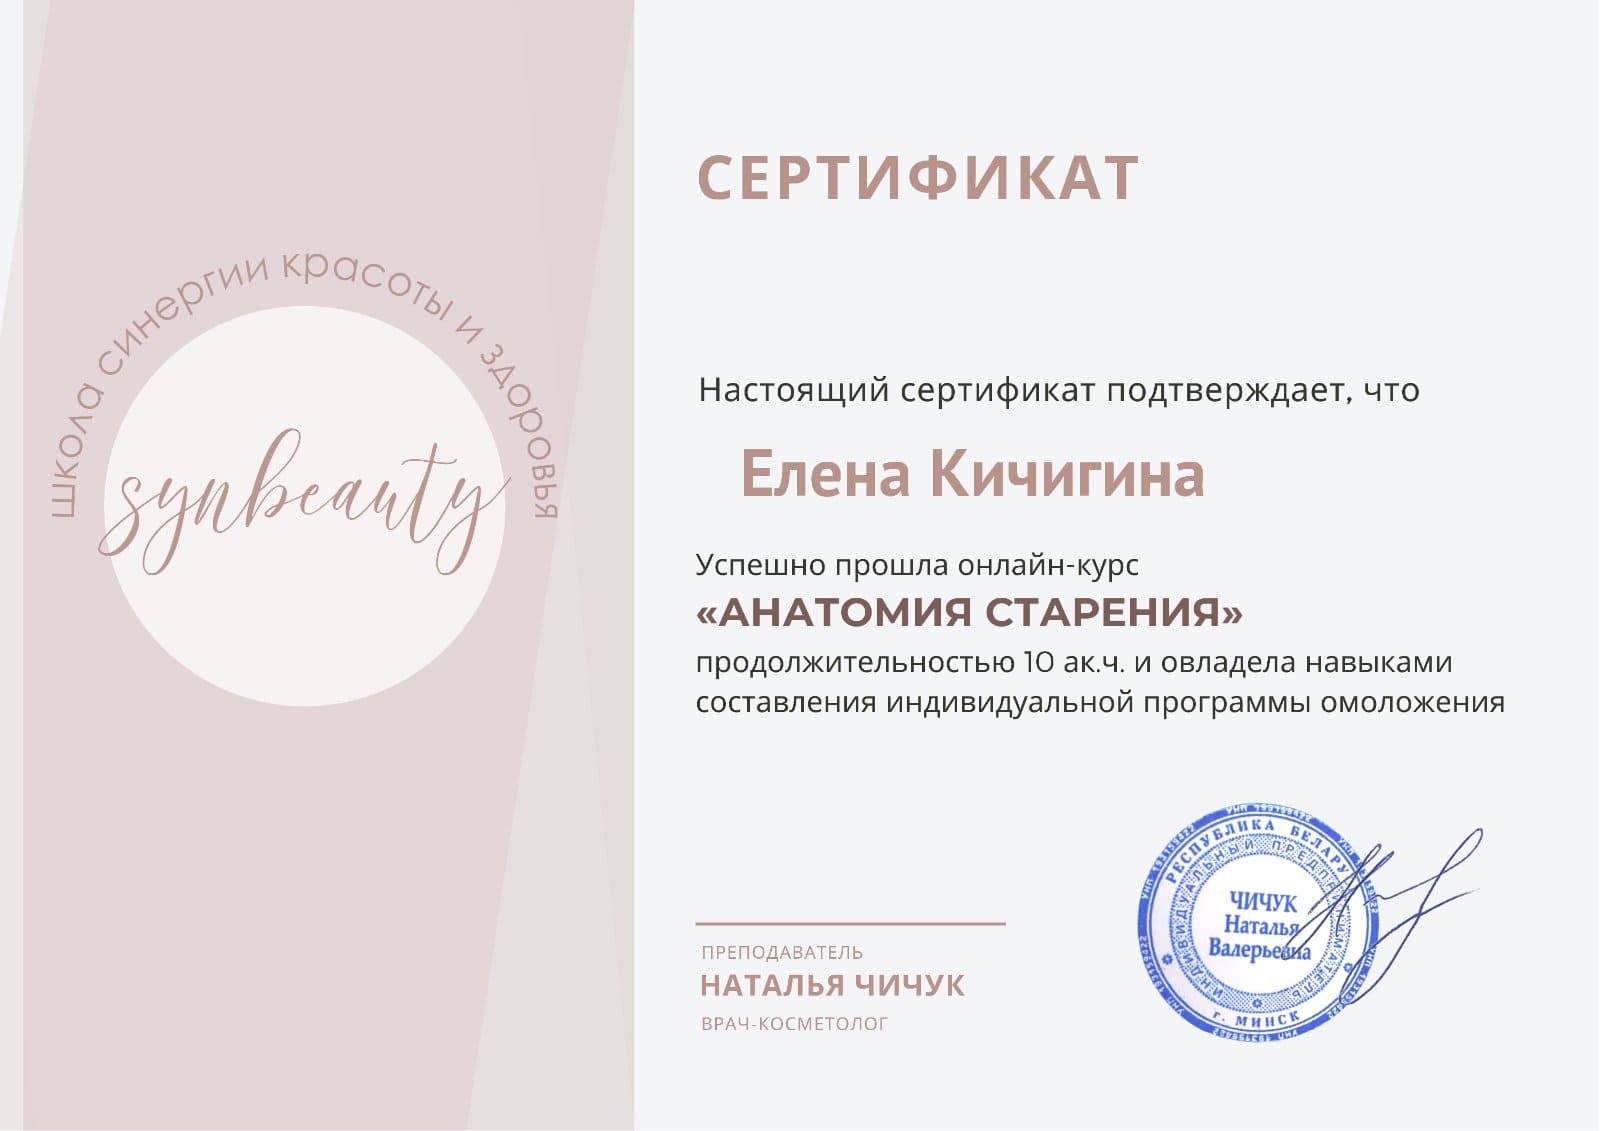 школа синергии красоты и здоровья
synbeauty
СЕРТИФИКАТ
Настоящий сертификат подтверждает, что
Елена Кичигина
Успешно прошла онлайн-курс
«АНАТОМИЯ СТАРЕНИЯ»
продолжительностью 10 ак.ч. и овладела навыками
составления индивидуальной программы омоложения
ПРЕПОДАВАТЕЛЬ
НАТАЛЬЯ ЧИЧУК
ВРАЧ-КОСМЕТОЛОГ
РЕСПУБЛИКА БЕЛАРУСЬ
ИНДИВИДУАЛЬНЫЙ ПРЕДПРИНИМАТЕЛЬ
ЧИЧУК
Наталья
Валерьевна
г. МИНСК